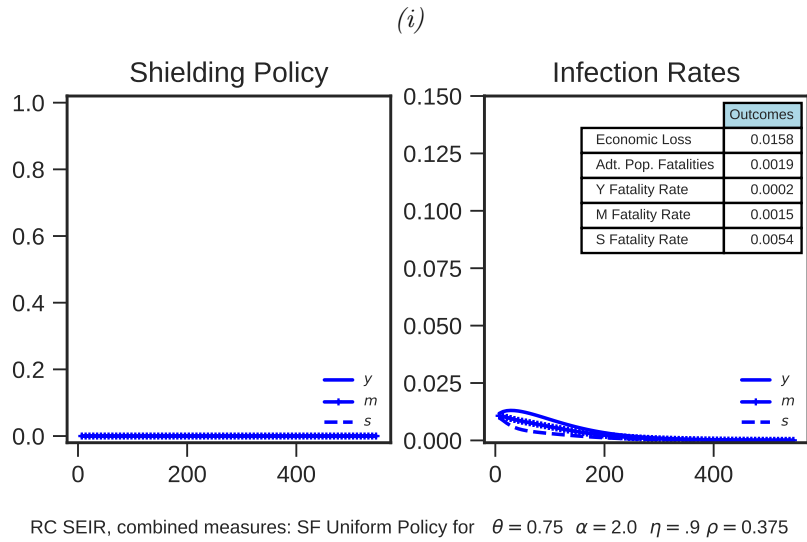 (i)
Shielding Policy
1.0
0.8
0.6
0.4
0.2
0.0
0 200 400
y
m
s
Infection Rates
0.150
0.125
0.100
0.075
0.050
0.025
0.000
0 200 400
Outcomes
Economic Loss 0.0158
Adt. Pop. Fatalities 0.0019
Y Fatality Rate 0.0002
M Fatality Rate 0.0015
S Fatality Rate 0.0054
y
m
s
RC SEIR, combined measures: SF Uniform Policy for θ = 0.75 α = 2.0 η = .9 ρ = 0.375